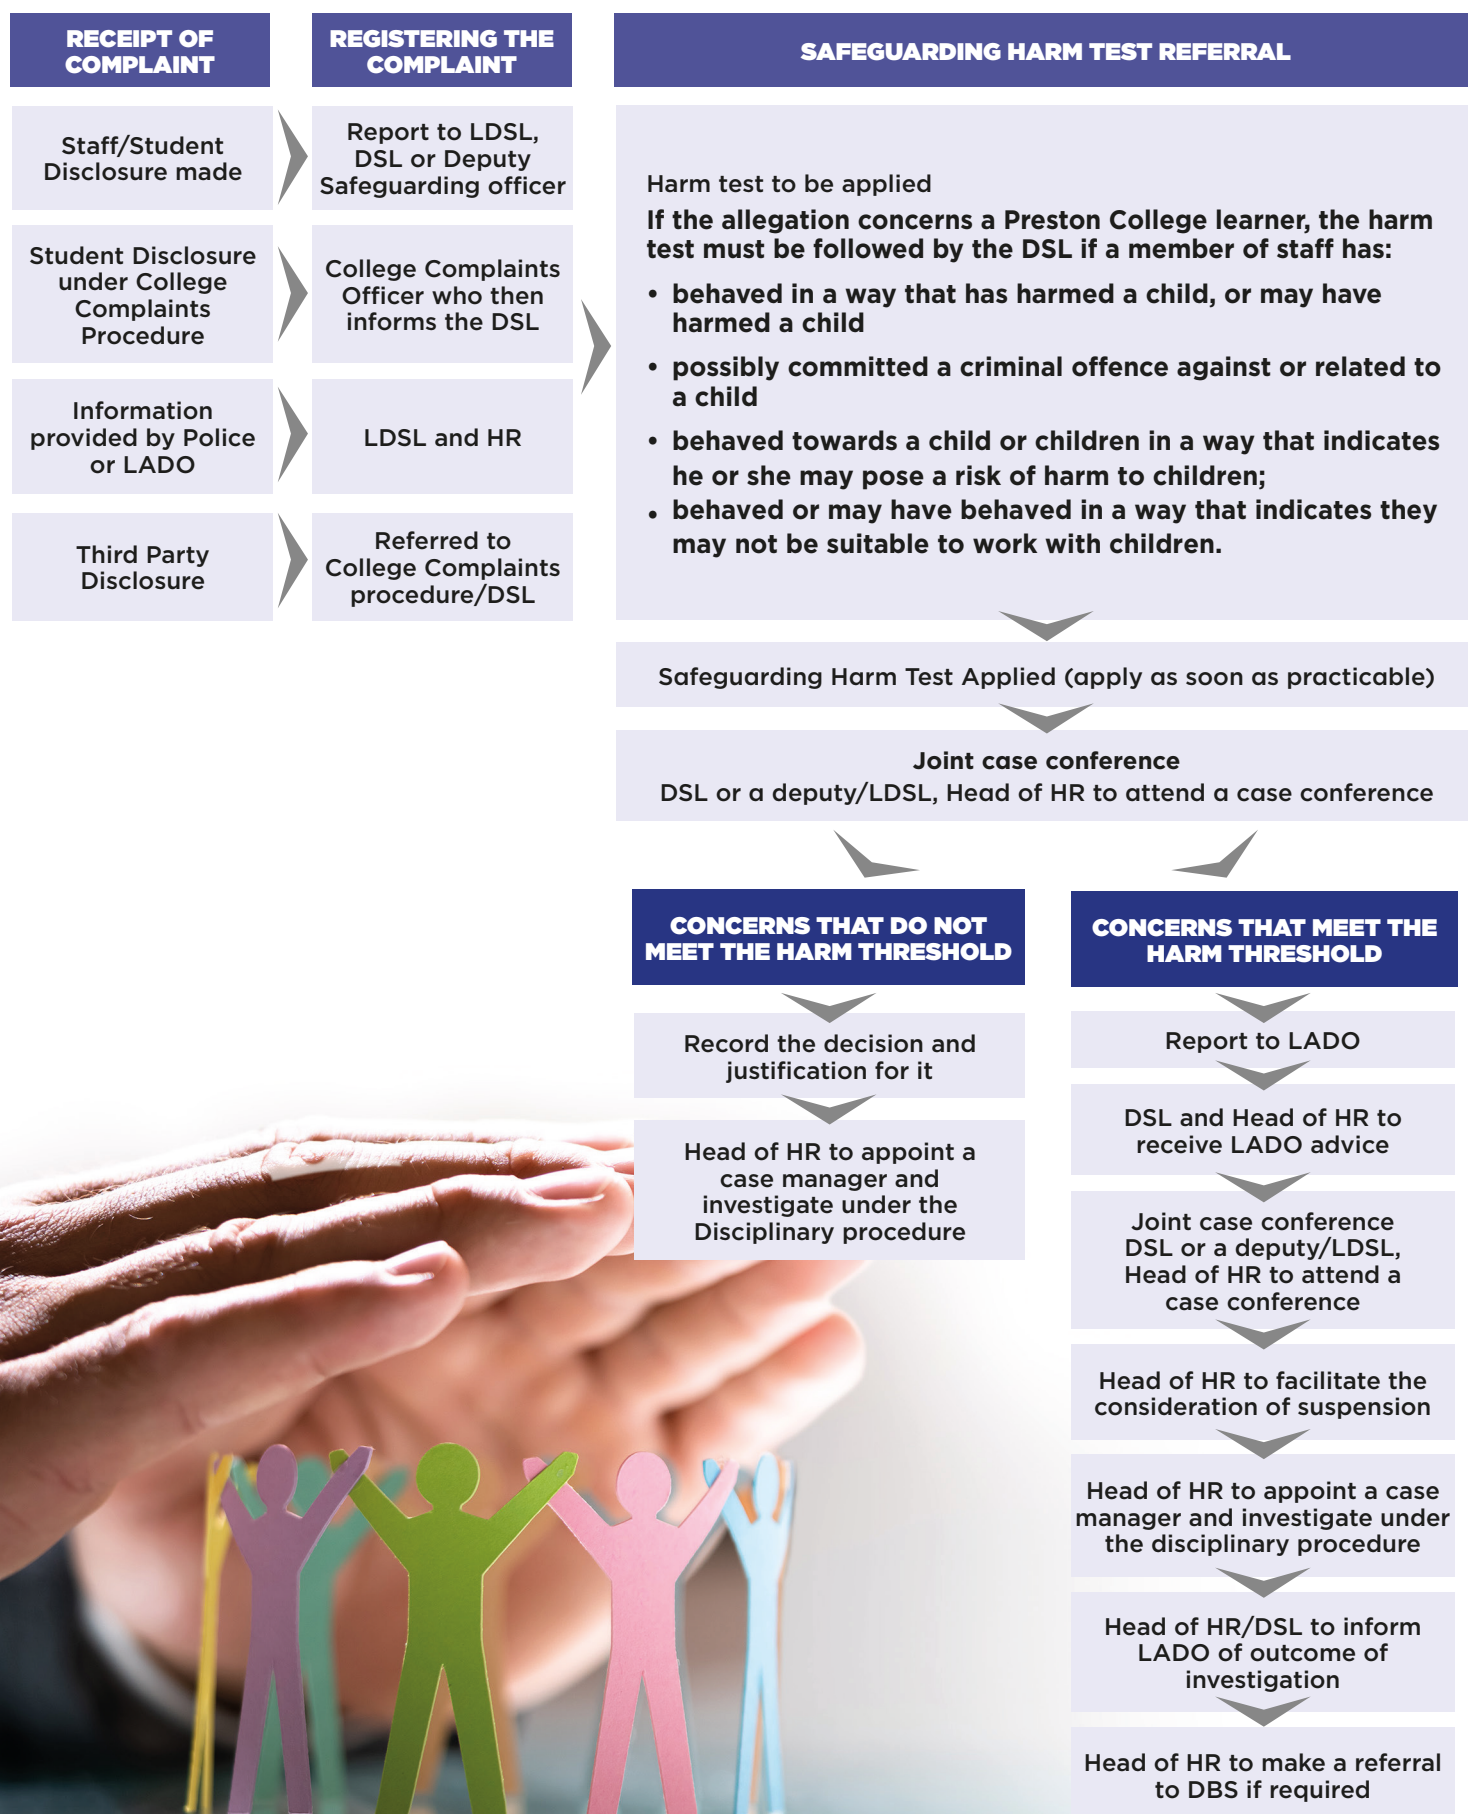 RECEIPT OF
COMPLAINT
REGISTERING THE
COMPLAINT
SAFEGUARDING HARM TEST REFERRAL
Staff/Student
Disclosure made
Report to LDSL,
DSL or Deputy
Safeguarding officer
Student Disclosure
under College
Complaints
Procedure
College Complaints
Officer who then
informs the DSL
Information
provided by Police
or LADO
LDSL and HR
Third Party
Disclosure
Referred to
College Complaints
procedure/DSL
Harm test to be applied
If the allegation concerns a Preston College learner, the harm
test must be followed by the DSL if a member of staff has:
• behaved in a way that has harmed a child, or may have
harmed a child
• possibly committed a criminal offence against or related to
a child
• behaved towards a child or children in a way that indicates
he or she may pose a risk of harm to children;
• behaved or may have behaved in a way that indicates they
may not be suitable to work with children.
Safeguarding Harm Test Applied (apply as soon as practicable)
Joint case conference
DSL or a deputy/LDSL, Head of HR to attend a case conference
CONCERNS THAT DO NOT
MEET THE HARM THRESHOLD
Record the decision and
justification for it
Head of HR to appoint a
case manager and
investigate under the
Disciplinary procedure
CONCERNS THAT MEET THE
HARM THRESHOLD
Report to LADO
DSL and Head of HR to
receive LADO advice
Joint case conference
DSL or a deputy/LDSL,
Head of HR to attend a
case conference
Head of HR to facilitate the
consideration of suspension
Head of HR to appoint a case
manager and investigate under
the disciplinary procedure
Head of HR/DSL to inform
LADO of outcome of
investigation
Head of HR to make a referral
to DBS if required